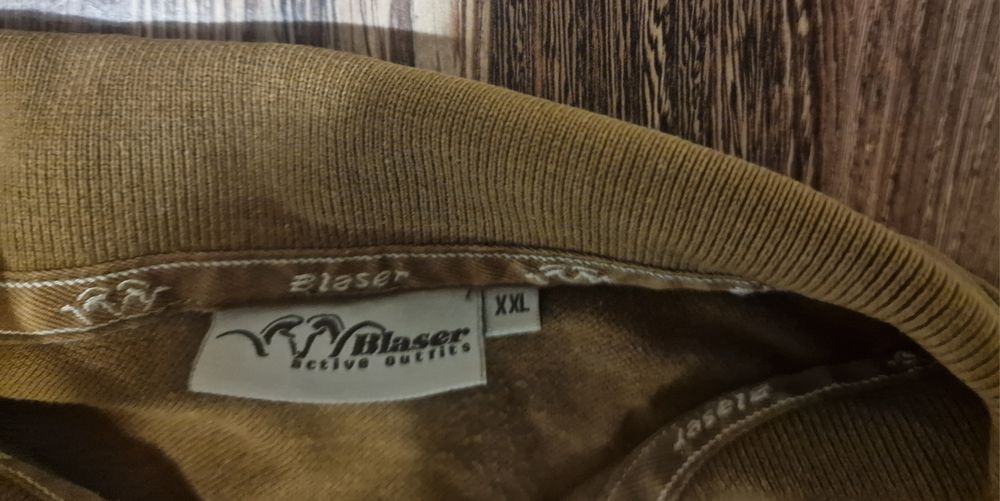 Blaser
XXL
Blaser
active outfits
Blaser